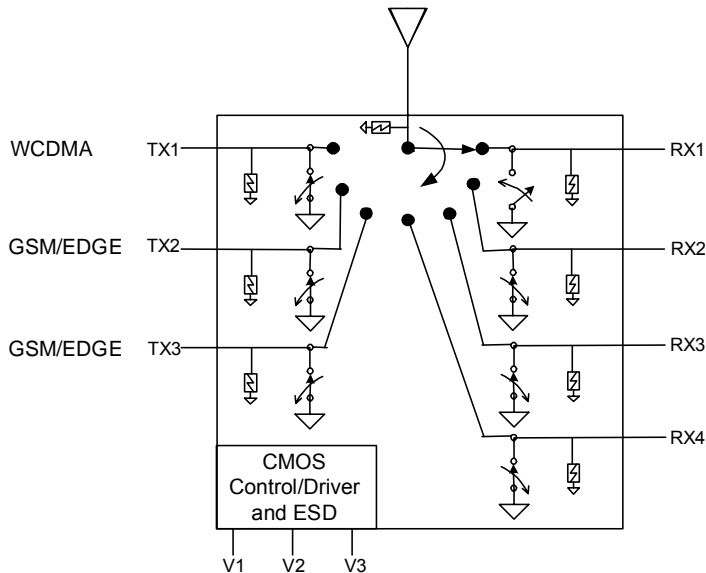 WCDMA TX1 RX1
GSM/EDGE TX2 RX2
GSM/EDGE TX3 RX3
RX4
CMOS
Control/Driver
and ESD
V1 V2 V3